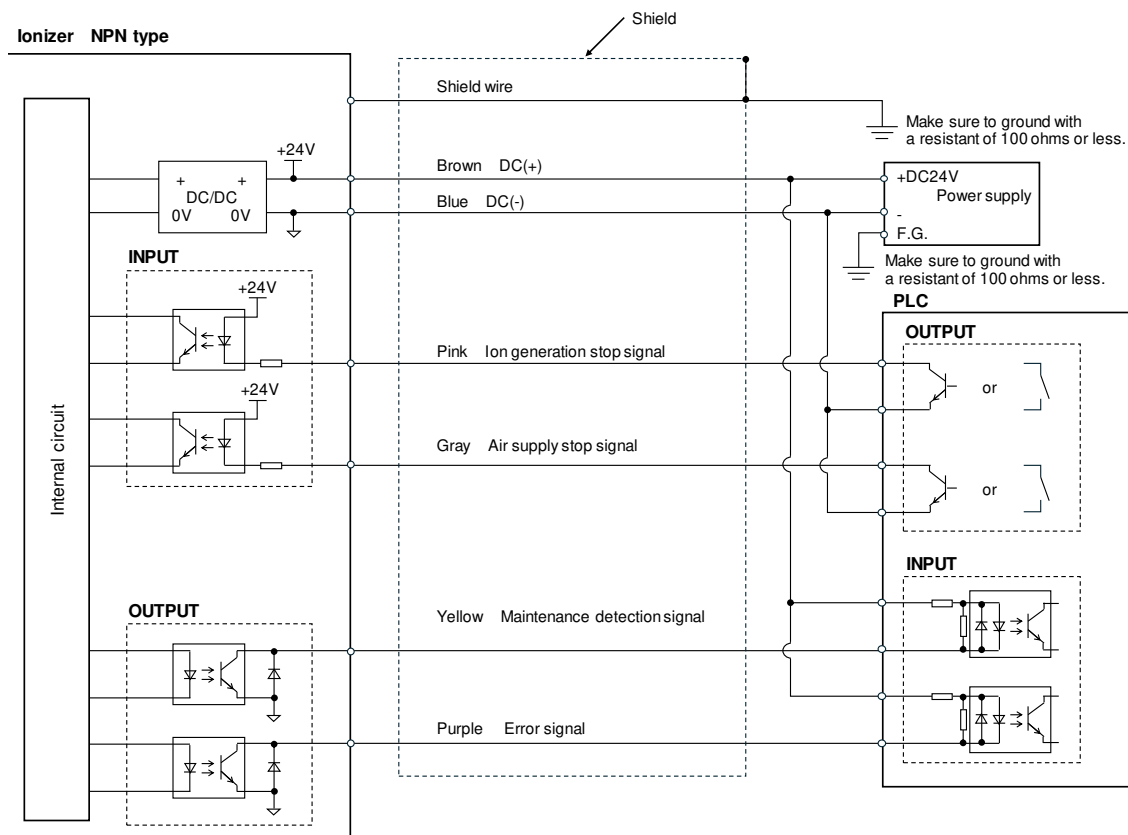 Shield
Ionizer NPN type
Shield wire
Make sure to ground with
a resistant of 100 ohms or less.
+24V
Brown DC(+)
+DC24V
Power supply
+ +
DC/DC
0V 0V
Blue DC(-)
-
F.G.
Make sure to ground with
a resistant of 100 ohms or less.
INPUT
+24V
PLC
OUTPUT
Pink Ion generation stop signal
or
+24V
Gray Air supply stop signal
or
Internal circuit
INPUT
OUTPUT
Yellow Maintenance detection signal
Purple Error signal